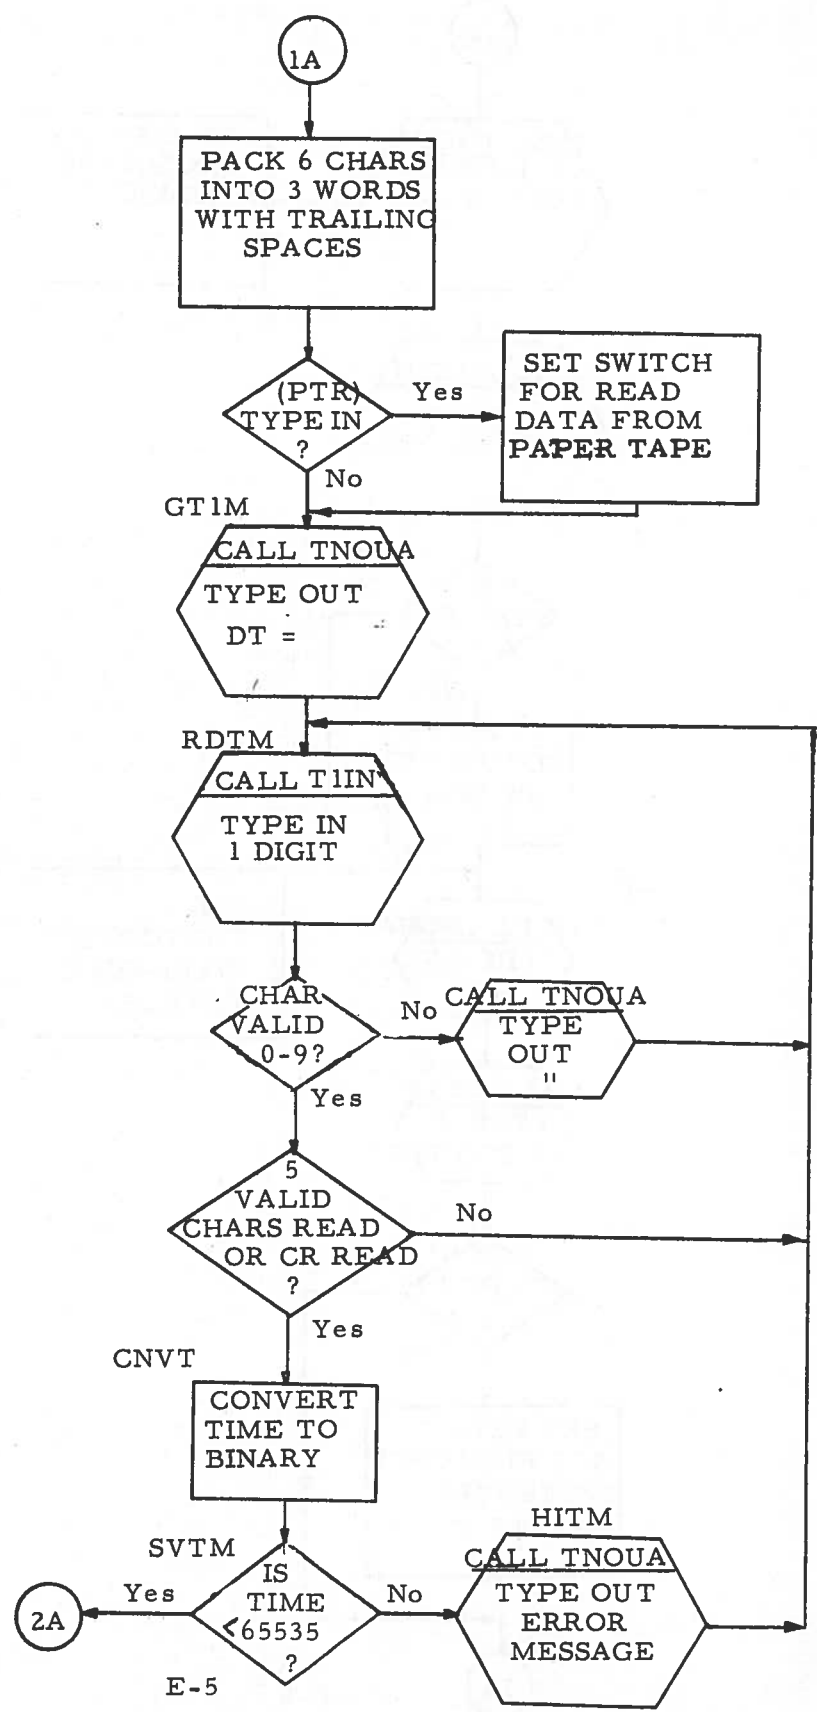 1A
PACK 6 CHARS
INTO 3 WORDS
WITH TRAILING
SPACES
(PTR)
TYPE IN
?
Yes
SET SWITCH
FOR READ
DATA FROM
PAPER TAPE
No
GT1M
CALL TNOUA
TYPE OUT
DT =
RDTM
CALL T1IN
TYPE IN
1 DIGIT
CHAR
VALID
0-9?
No
CALL TNOUA
TYPE
OUT
"
Yes
5
VALID
CHARS READ
OR CR READ
?
No
Yes
CNVT
CONVERT
TIME TO
BINARY
SVTM
IS
TIME
<65535
?
Yes
2A
No
HITM
CALL TNOUA
TYPE OUT
ERROR
MESSAGE
E-5